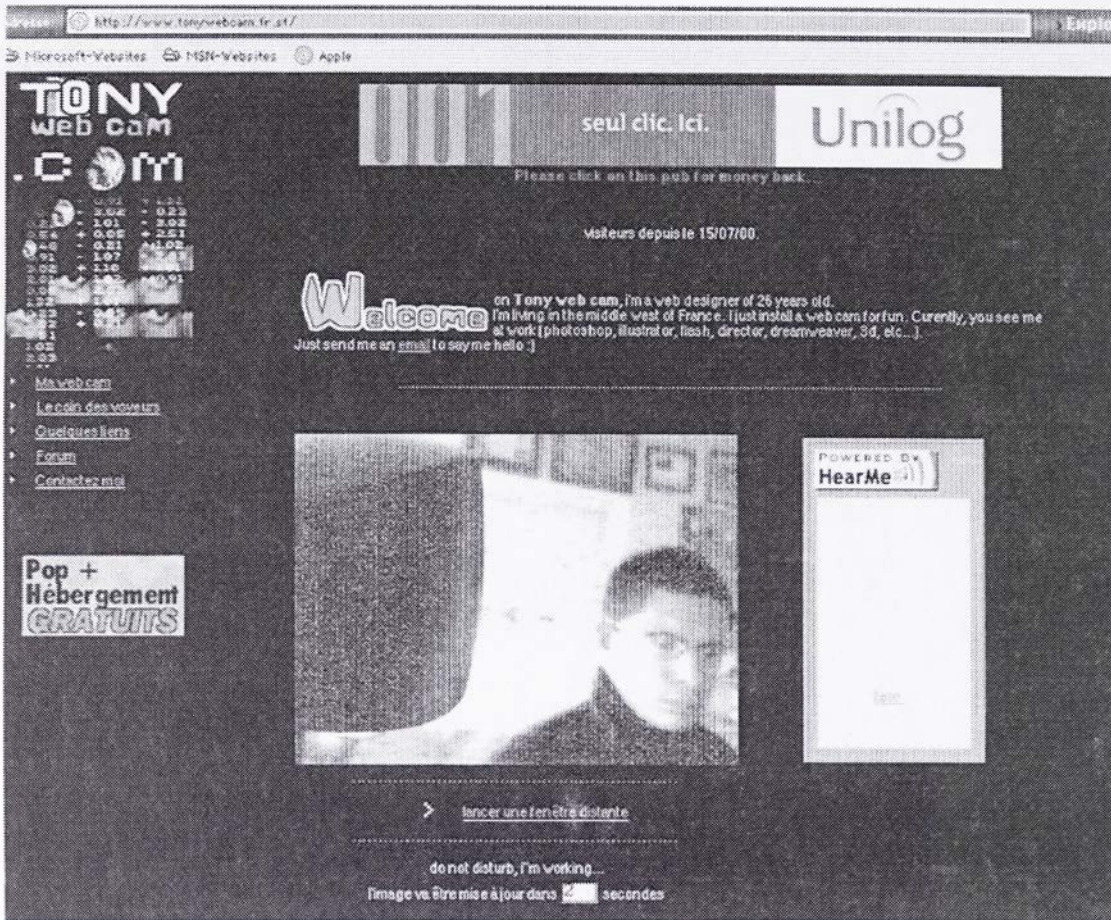 http://www.tonywebcam.fr.st/
Microsoft-Websites MSN-Websites Apple
TONY
web cam
.com
seul clic. Ici.
Unilog
Please click on this pub for money back...
visiteurs depuis le 15/07/00.
Welcome on Tony web cam, i'm a web designer of 26 years old.
I'm living in the middle west of France. I just install a web cam for fun. Curently, you see me
at work (photoshop, illustrator, flash, director, dreamweaver, 3d, etc...).
Just send me an email to say me hello :)
Ma web cam
Le coin des voyeurs
Quelques liens
Forum
Contactez moi
POWERED BY
HearMe
Pop +
Hébergement
GRATUITS
lancer une fenêtre distante
do not disturb, i'm working...
l'image va être mise à jour dans 2 secondes